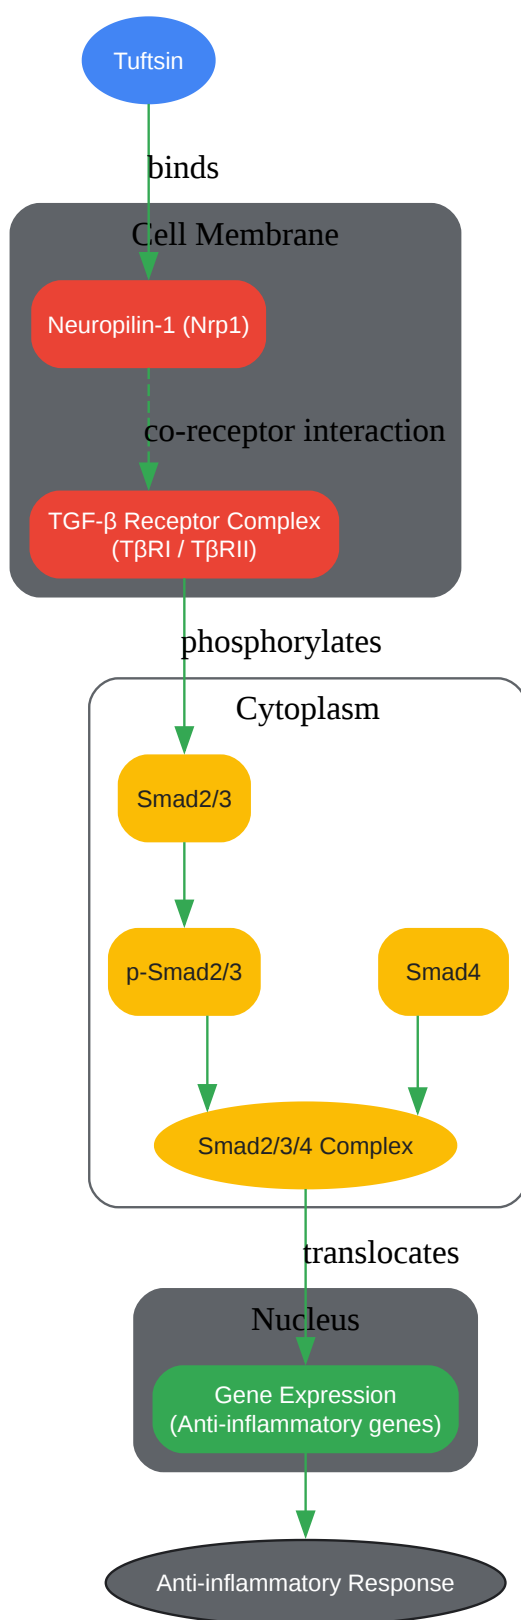 Tuftsin
binds
Cell Membrane
Neuropilin-1 (Nrp1)
co-receptor interaction
TGF-β Receptor Complex
(TβRI / TβRII)
phosphorylates
Cytoplasm
Smad2/3
p-Smad2/3
Smad4
Smad2/3/4 Complex
translocates
Nucleus
Gene Expression
(Anti-inflammatory genes)
Anti-inflammatory Response